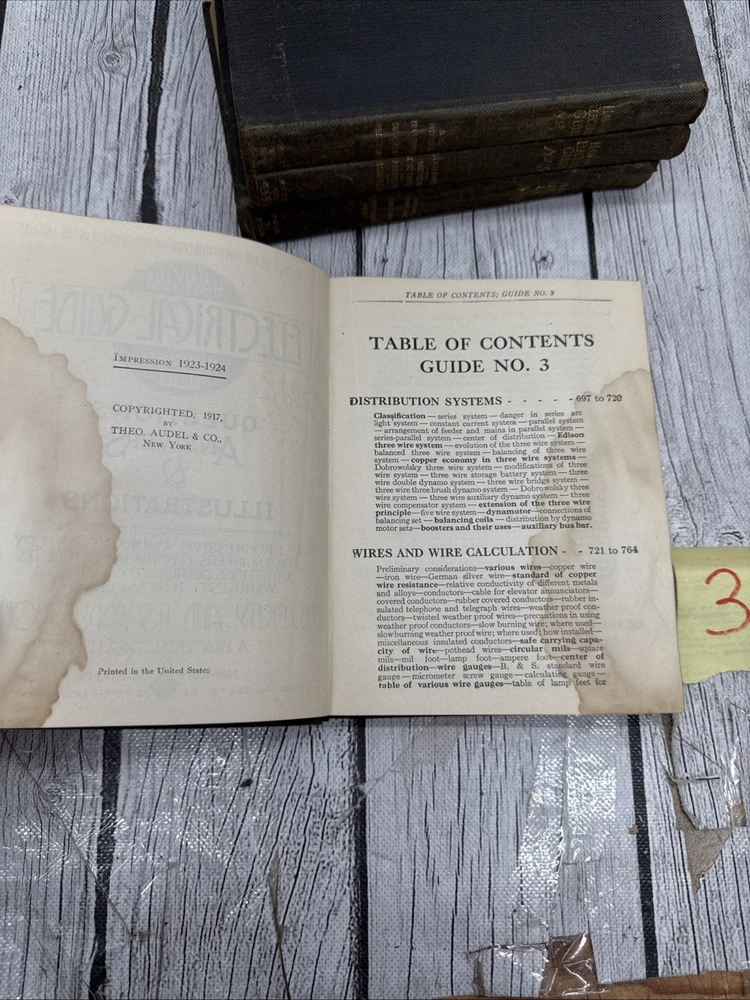 IMPRESSION 1923-1924
COPYRIGHTED, 1917,
BY
THEO. AUDEL & CO.,
NEW YORK
Printed in the United States
TABLE OF CONTENTS; GUIDE NO. 3
TABLE OF CONTENTS
GUIDE NO. 3
DISTRIBUTION SYSTEMS - - - - - 697 to 720
Classification — series system — danger in series arc
light system — constant current system — parallel system
— arrangement of feeder and mains in parallel system —
series-parallel system — center of distribution — Edison
three wire system — evolution of the three wire system —
balanced three wire system — balancing of three wire
system — copper economy in three wire systems —
Dobrowolsky three wire system — modifications of three
wire system — three wire storage battery system — three
wire double dynamo system — three wire bridge system —
three wire three brush dynamo system — Dobrowolsky three
wire system — three wire auxiliary dynamo system — three
wire compensator system — extension of the three wire
principle—five wire system—dynamotor—connections of
balancing set — balancing coils — distribution by dynamo
motor sets—boosters and their uses—auxiliary bus bar.
WIRES AND WIRE CALCULATION - - 721 to 764
Preliminary considerations—various wires—copper wire
—iron wire—German silver wire—standard of copper
wire resistance—relative conductivity of different metals
and alloys—conductors—cable for elevator annunciators—
covered conductors—rubber covered conductors—rubber in-
sulated telephone and telegraph wires—weather proof con-
ductors—twisted weather proof wires—precautions in using
weather proof conductors—slow burning wire; where used—
slow burning weather proof wire; where used; how installed—
miscellaneous insulated conductors—safe carrying capa-
city of wire—pothead wires—circular mils—square
mils—mil foot—lamp foot—ampere foot—center of
distribution—wire gauges—B. & S. standard wire
gauge—micrometer screw gauge—calculating gauge—
table of various wire gauges—table of lamp feet for
3